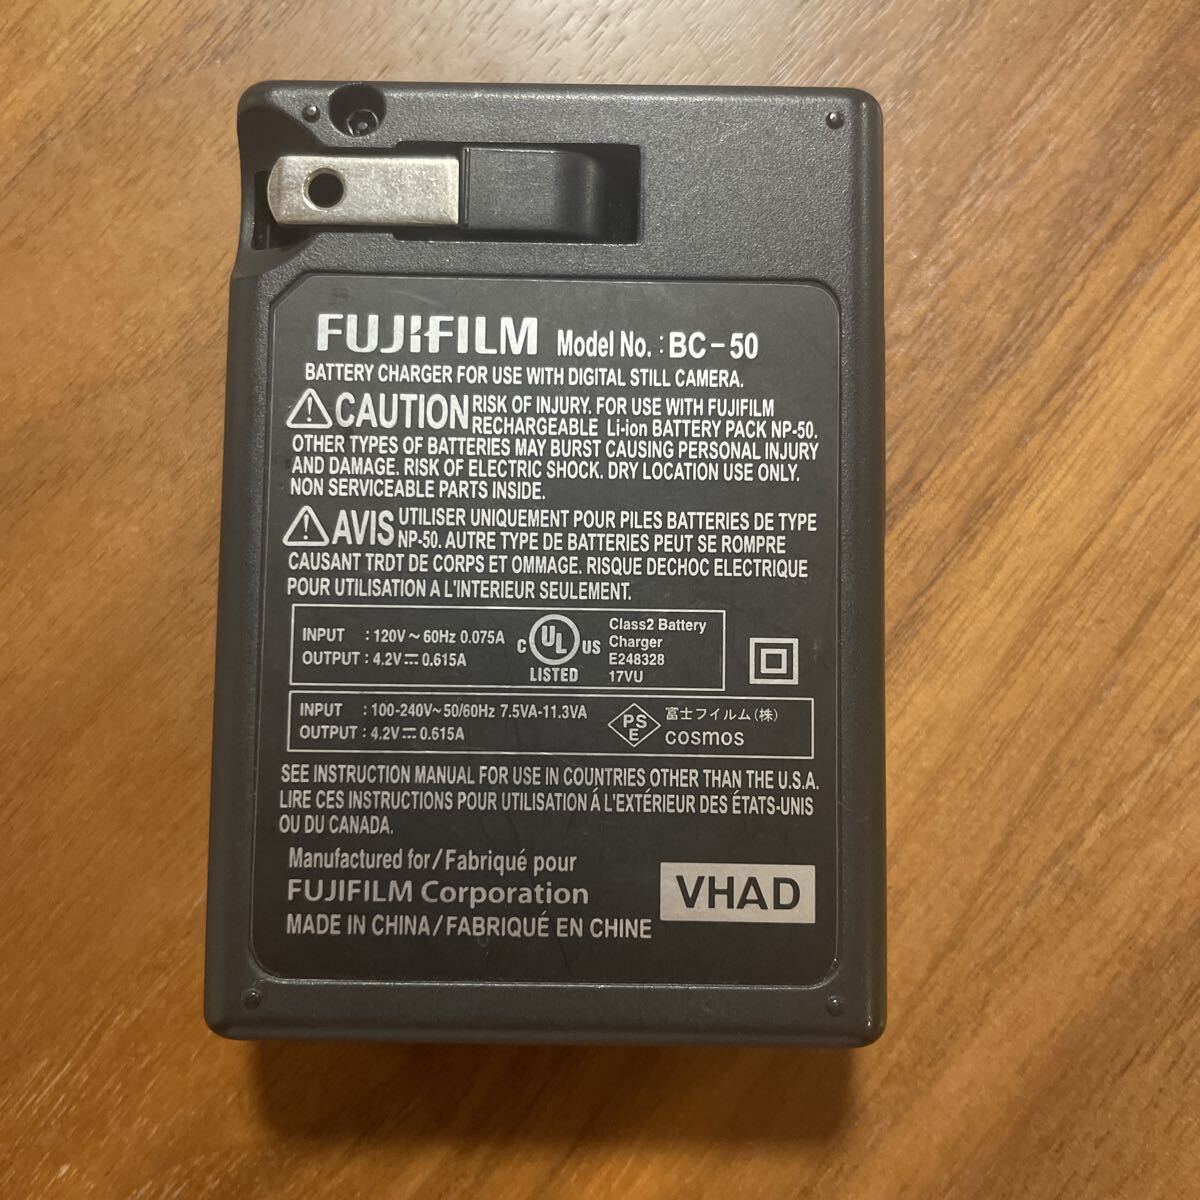 FUJIFILM Model No. : BC-50
BATTERY CHARGER FOR USE WITH DIGITAL STILL CAMERA.
CAUTION RISK OF INJURY. FOR USE WITH FUJIFILM
RECHARGEABLE Li-ion BATTERY PACK NP-50.
OTHER TYPES OF BATTERIES MAY BURST CAUSING PERSONAL INJURY
AND DAMAGE. RISK OF ELECTRIC SHOCK. DRY LOCATION USE ONLY.
NON SERVICEABLE PARTS INSIDE.
AVIS UTILISER UNIQUEMENT POUR PILES BATTERIES DE TYPE
NP-50. AUTRE TYPE DE BATTERIES PEUT SE ROMPRE
CAUSANT TRDT DE CORPS ET OMMAGE. RISQUE DECHOC ELECTRIQUE
POUR UTILISATION A L'INTERIEUR SEULEMENT.
INPUT : 120V~60Hz 0.075A
OUTPUT : 4.2V⎓0.615A
C UL US
LISTED
Class2 Battery
Charger
E248328
17VU
INPUT : 100-240V~50/60Hz 7.5VA-11.3VA
OUTPUT : 4.2V⎓0.615A
PS
E
富士フイルム(株)
cosmos
SEE INSTRUCTION MANUAL FOR USE IN COUNTRIES OTHER THAN THE U.S.A.
LIRE CES INSTRUCTIONS POUR UTILISATION Á L'EXTÉRIEUR DES ÉTATS-UNIS
OU DU CANADA.
Manufactured for/Fabriqué pour
FUJIFILM Corporation
MADE IN CHINA/FABRIQUÉ EN CHINE
VHAD